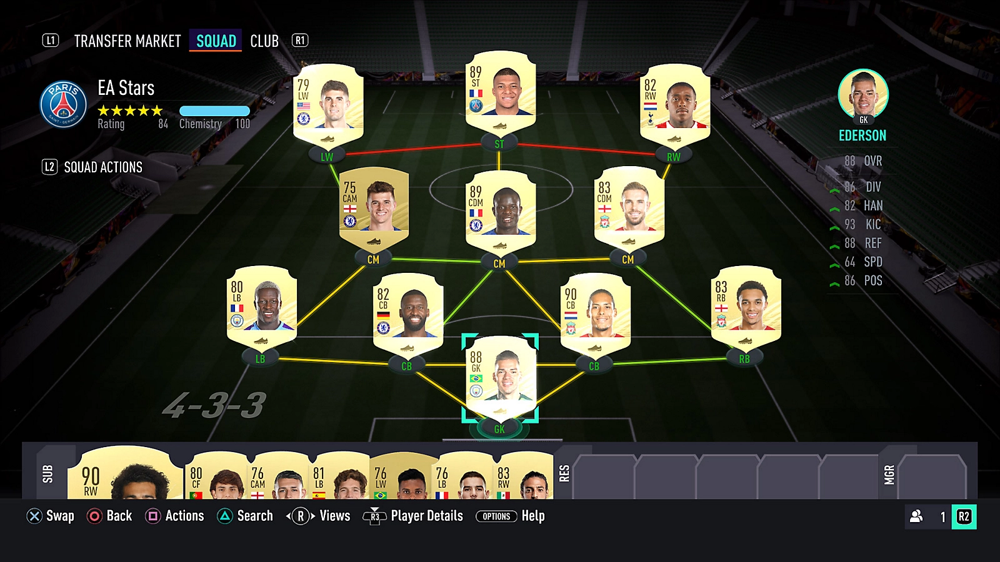 L1 TRANSFER MARKET SQUAD CLUB R1
EA Stars
Rating 84 Chemistry 100
L2 SQUAD ACTIONS
PARIS
SAINT-GERMAIN
79
LW
LW
89
ST
ST
82
RW
RW
75
CAM
CM
89
CDM
CM
83
CDM
CM
80
LB
LB
82
CB
CB
90
CB
CB
83
RB
RB
88
GK
GK
4-3-3
GK
EDERSON
88 OVR
86 DIV
82 HAN
93 KIC
88 REF
64 SPD
86 POS
SUB
90
RW
80
CF
76
CAM
81
LB
76
LW
76
LB
83
RW
RES
MGR
Swap Back Actions Search R Views R3 Player Details OPTIONS Help
1 R2